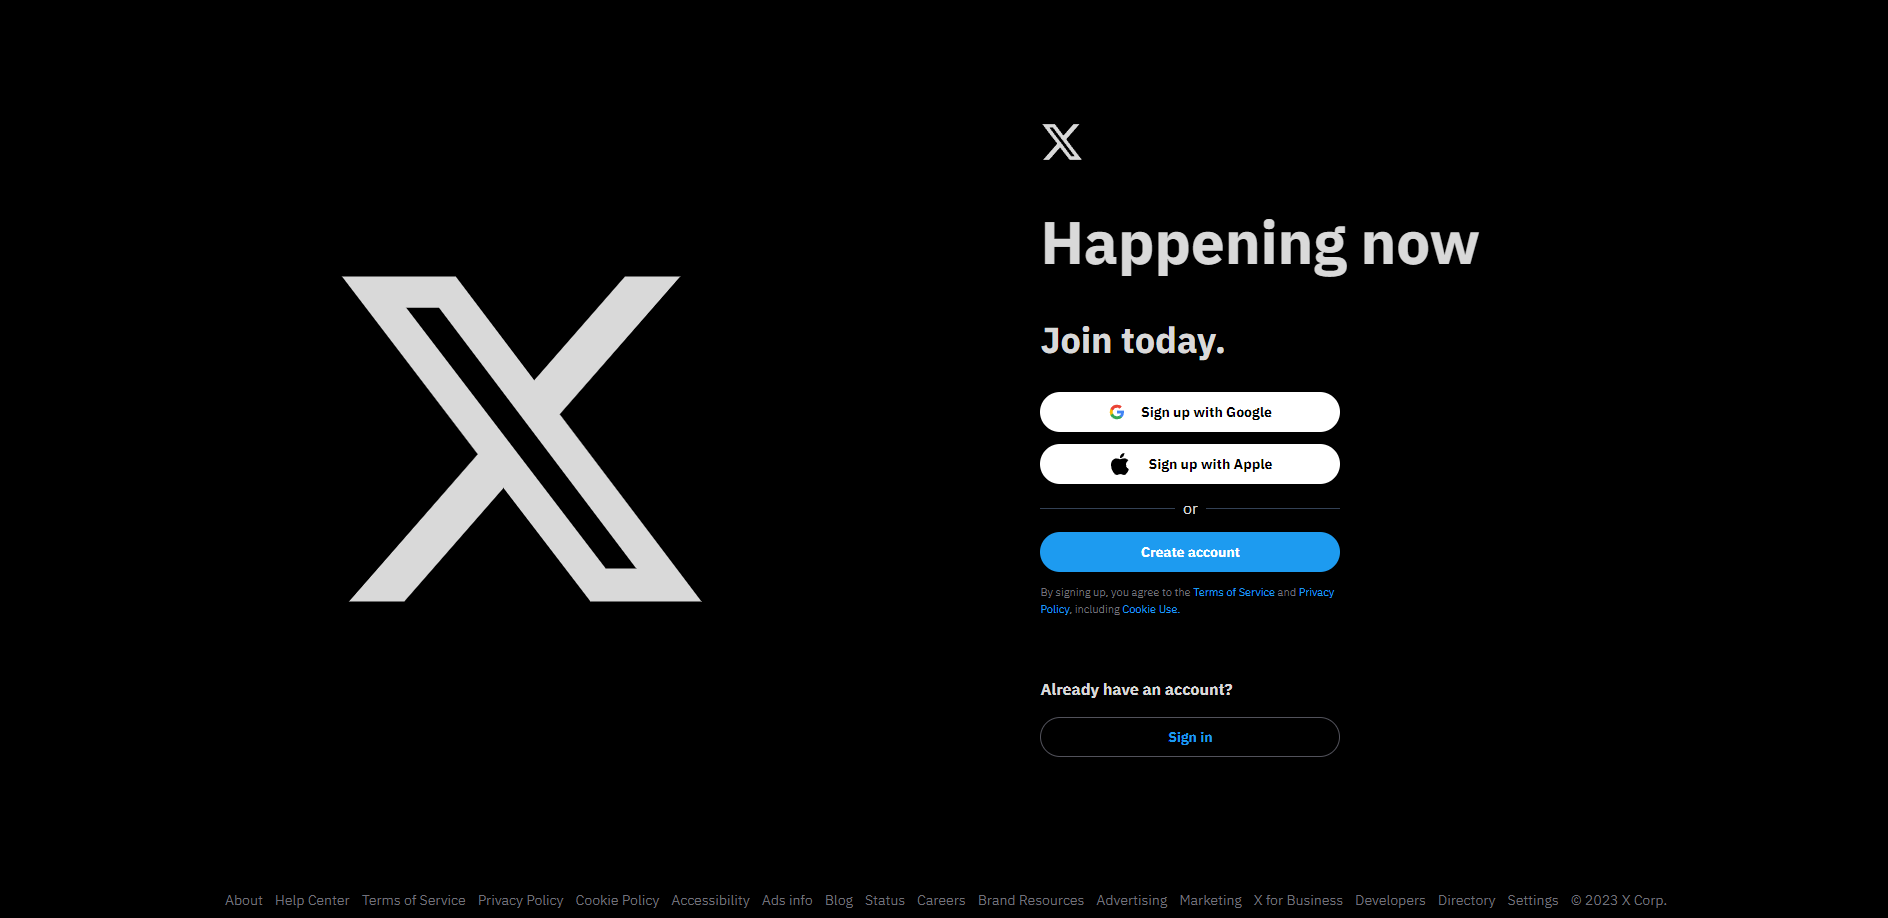 Happening now
Join today.
Sign up with Google
Sign up with Apple
or
Create account
By signing up, you agree to the Terms of Service and Privacy
Policy, including Cookie Use.
Already have an account?
Sign in
About Help Center Terms of Service Privacy Policy Cookie Policy Accessibility Ads info Blog Status Careers Brand Resources Advertising Marketing X for Business Developers Directory Settings © 2023 X Corp.